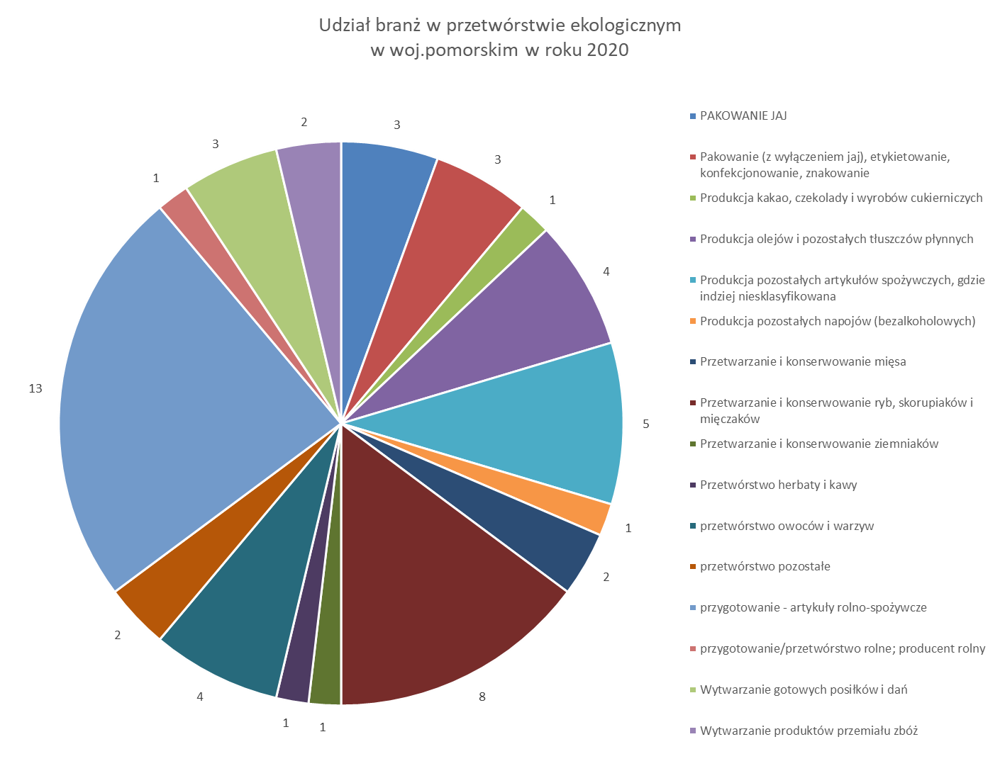 Udział branż w przetwórstwie ekologicznym
w woj.pomorskim w roku 2020
3
3
1
4
5
1
2
8
1
1
4
2
13
1
3
2
PAKOWANIE JAJ
Pakowanie (z wyłączeniem jaj), etykietowanie,
konfekcjonowanie, znakowanie
Produkcja kakao, czekolady i wyrobów cukierniczych
Produkcja olejów i pozostałych tłuszczów płynnych
Produkcja pozostałych artykułów spożywczych, gdzie
indziej niesklasyfikowana
Produkcja pozostałych napojów (bezalkoholowych)
Przetwarzanie i konserwowanie mięsa
Przetwarzanie i konserwowanie ryb, skorupiaków i
mięczaków
Przetwarzanie i konserwowanie ziemniaków
Przetwórstwo herbaty i kawy
przetwórstwo owoców i warzyw
przetwórstwo pozostałe
przygotowanie - artykuły rolno-spożywcze
przygotowanie/przetwórstwo rolne; producent rolny
Wytwarzanie gotowych posiłków i dań
Wytwarzanie produktów przemiału zbóż